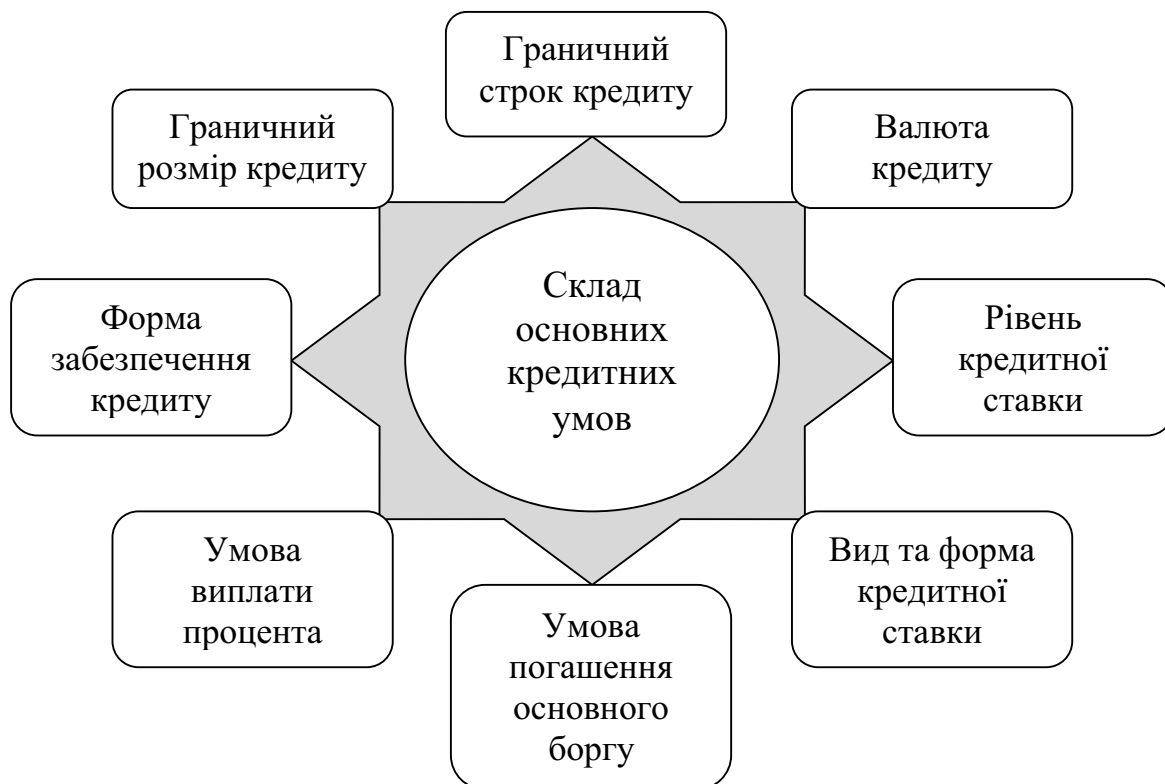 Граничний
строк кредиту
Граничний
розмір кредиту
Валюта
кредиту
Форма
забезпечення
кредиту
Склад
основних
кредитних
умов
Рівень
кредитної
ставки
Умова
виплати
процента
Умова
погашення
основного
боргу
Вид та форма
кредитної
ставки